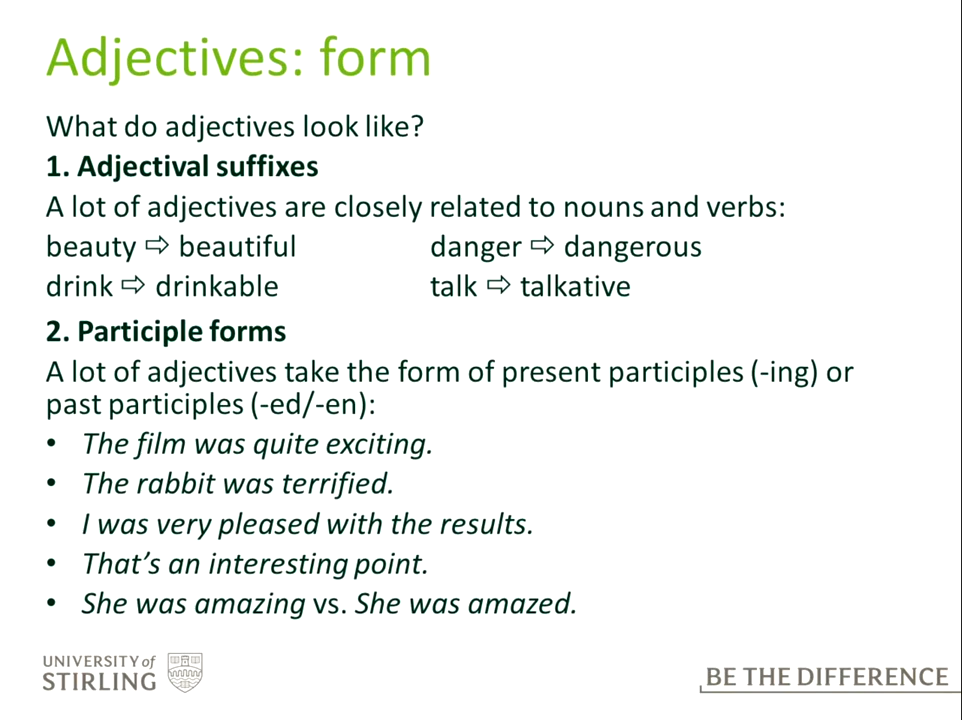 Adjectives: form
What do adjectives look like?
1. Adjectival suffixes
A lot of adjectives are closely related to nouns and verbs:
beauty ⇨ beautiful danger ⇨ dangerous
drink ⇨ drinkable talk ⇨ talkative
2. Participle forms
A lot of adjectives take the form of present participles (-ing) or
past participles (-ed/-en):
• The film was quite exciting.
• The rabbit was terrified.
• I was very pleased with the results.
• That’s an interesting point.
• She was amazing vs. She was amazed.
UNIVERSITY of
STIRLING
BE THE DIFFERENCE